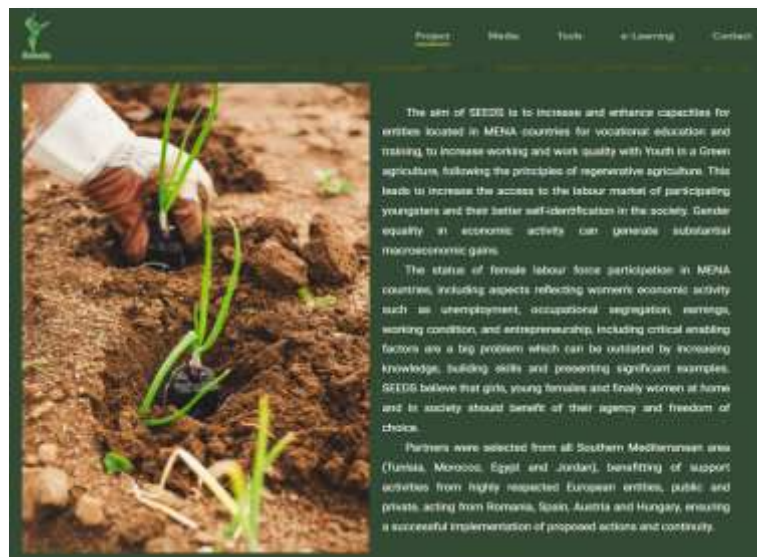 Project Media Tools e-Learning Contact
The aim of SEEDS is to increase and enhance capacities for
entities located in MENA countries for vocational education and
training, to increase working and work quality with Youth in a Green
agriculture, following the principles of regenerative agriculture. This
leads to increase the access to the labour market of participating
youngsters and their better self-identification in the society. Gender
equality in economic activity can generate substantial
macroeconomic gains.
The status of female labour force participation in MENA
countries, including aspects reflecting women's economic activity
such as unemployment, occupational segregation, earnings,
working condition, and entrepreneurship, including critical enabling
factors are a big problem which can be outdated by increasing
knowledge, building skills and presenting significant examples.
SEEDS believe that girls, young females and finally women at home
and in society should benefit of their agency and freedom of
choice.
Partners were selected from all Southern Mediterranean area
(Tunisia, Morocco, Egypt and Jordan), benefitting of support
activities from highly respected European entities, public and
private, acting from Romania, Spain, Austria and Hungary, ensuring
a successful implementation of proposed actions and continuity.